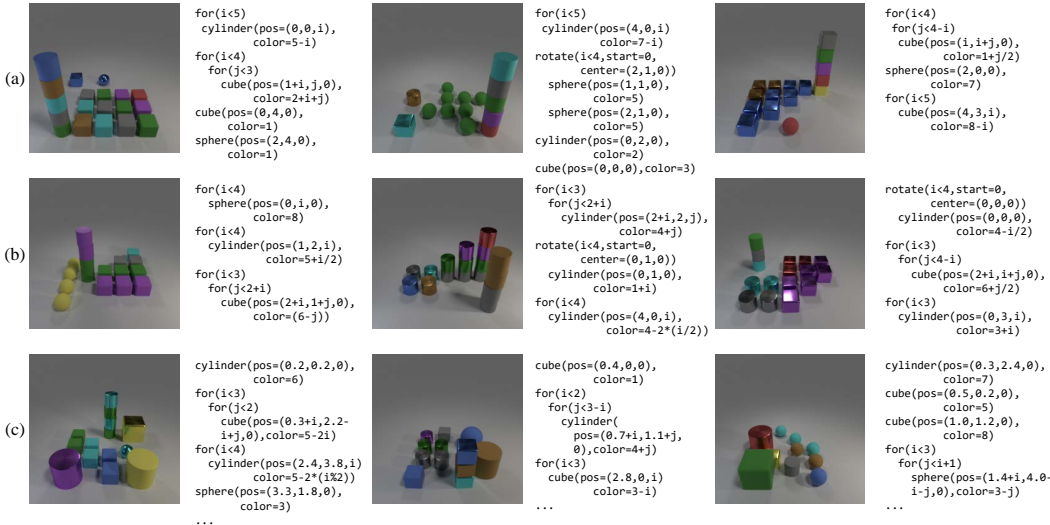 (a)
for(i<5)
cylinder(pos=(0,0,i),
color=5-i)
for(i<4)
for(j<3)
cube(pos=(1+i,j,0),
color=2+i+j)
cube(pos=(0,4,0),
color=1)
sphere(pos=(2,4,0),
color=1)
for(i<5)
cylinder(pos=(4,0,i),
color=7-i)
rotate(i<4,start=0,
center=(2,1,0))
sphere(pos=(1,1,0),
color=5)
sphere(pos=(2,1,0),
color=5)
cylinder(pos=(0,2,0),
color=2)
cube(pos=(0,0,0),color=3)
for(i<4)
for(j<4-i)
cube(pos=(i,i+j,0),
color=1+j/2)
sphere(pos=(2,0,0),
color=7)
for(i<5)
cube(pos=(4,3,i),
color=8-i)
(b)
for(i<4)
sphere(pos=(0,i,0),
color=8)
for(i<4)
cylinder(pos=(1,2,i),
color=5+i/2)
for(i<3)
for(j<2+i)
cube(pos=(2+i,1+j,0),
color=(6-j))
for(i<3)
for(j<2+i)
cylinder(pos=(2+i,2,j),
color=4+j)
rotate(i<4,start=0,
center=(0,1,0))
cylinder(pos=(0,1,0),
color=1+i)
for(i<4)
cylinder(pos=(4,0,i),
color=4-2*(i/2))
rotate(i<4,start=0,
center=(0,0,0))
cylinder(pos=(0,0,0),
color=4-i/2)
for(i<3)
for(j<4-i)
cube(pos=(2+i,i+j,0),
color=6+j/2)
for(i<3)
cylinder(pos=(0,3,i),
color=3+i)
(c)
cylinder(pos=(0.2,0.2,0),
color=6)
for(i<3)
for(j<2)
cube(pos=(0.3+i,2.2-
i+j,0),color=5-2i)
for(i<4)
cylinder(pos=(2.4,3.8,i)
color=5-2*(i%2))
sphere(pos=(3.3,1.8,0),
color=3)
...
cube(pos=(0.4,0,0)
color=1)
for(i<2)
for(j<3-i)
cylinder(
pos=(0.7+i,1.1+j,
0),color=4+j)
for(i<3)
cube(pos=(2.8,0,i)
color=3-i)
...
cylinder(pos=(0.3,2.4,0),
color=7)
cube(pos=(0.5,0.2,0),
color=5)
cube(pos=(1.0,1.2,0),
color=8)
for(i<3)
for(j<i+1)
sphere(pos=(1.4+i,4.0-
i-j,0),color=3-j)
...